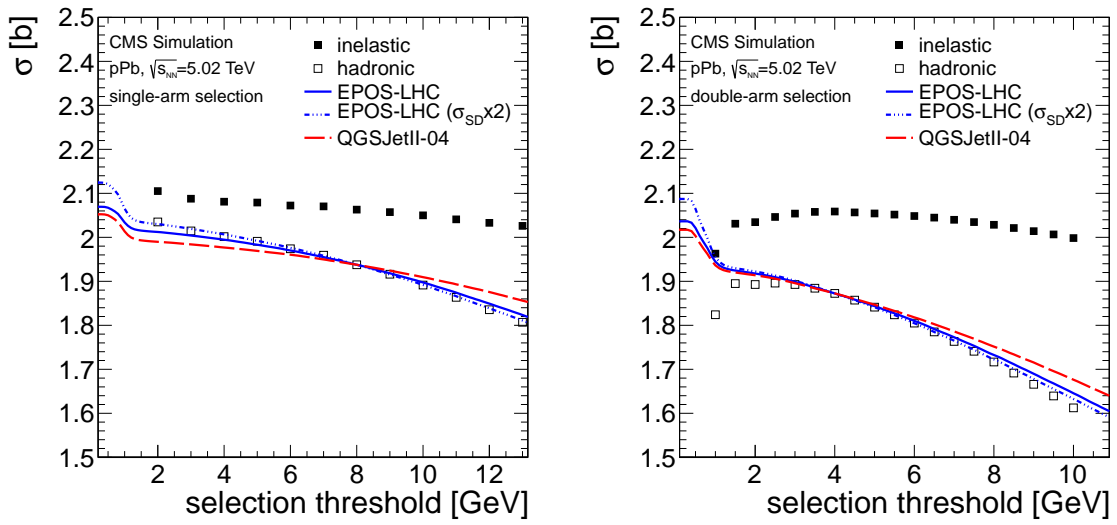 σ [b]
2.5
2.4
2.3
2.2
2.1
2
1.9
1.8
1.7
1.6
1.5
CMS Simulation
pPb, √s_NN=5.02 TeV
single-arm selection
inelastic
hadronic
EPOS-LHC
EPOS-LHC (σ_SDx2)
QGSJetII-04
2 4 6 8 10 12
selection threshold [GeV]
σ [b]
2.5
2.4
2.3
2.2
2.1
2
1.9
1.8
1.7
1.6
1.5
CMS Simulation
pPb, √s_NN=5.02 TeV
double-arm selection
inelastic
hadronic
EPOS-LHC
EPOS-LHC (σ_SDx2)
QGSJetII-04
2 4 6 8 10
selection threshold [GeV]